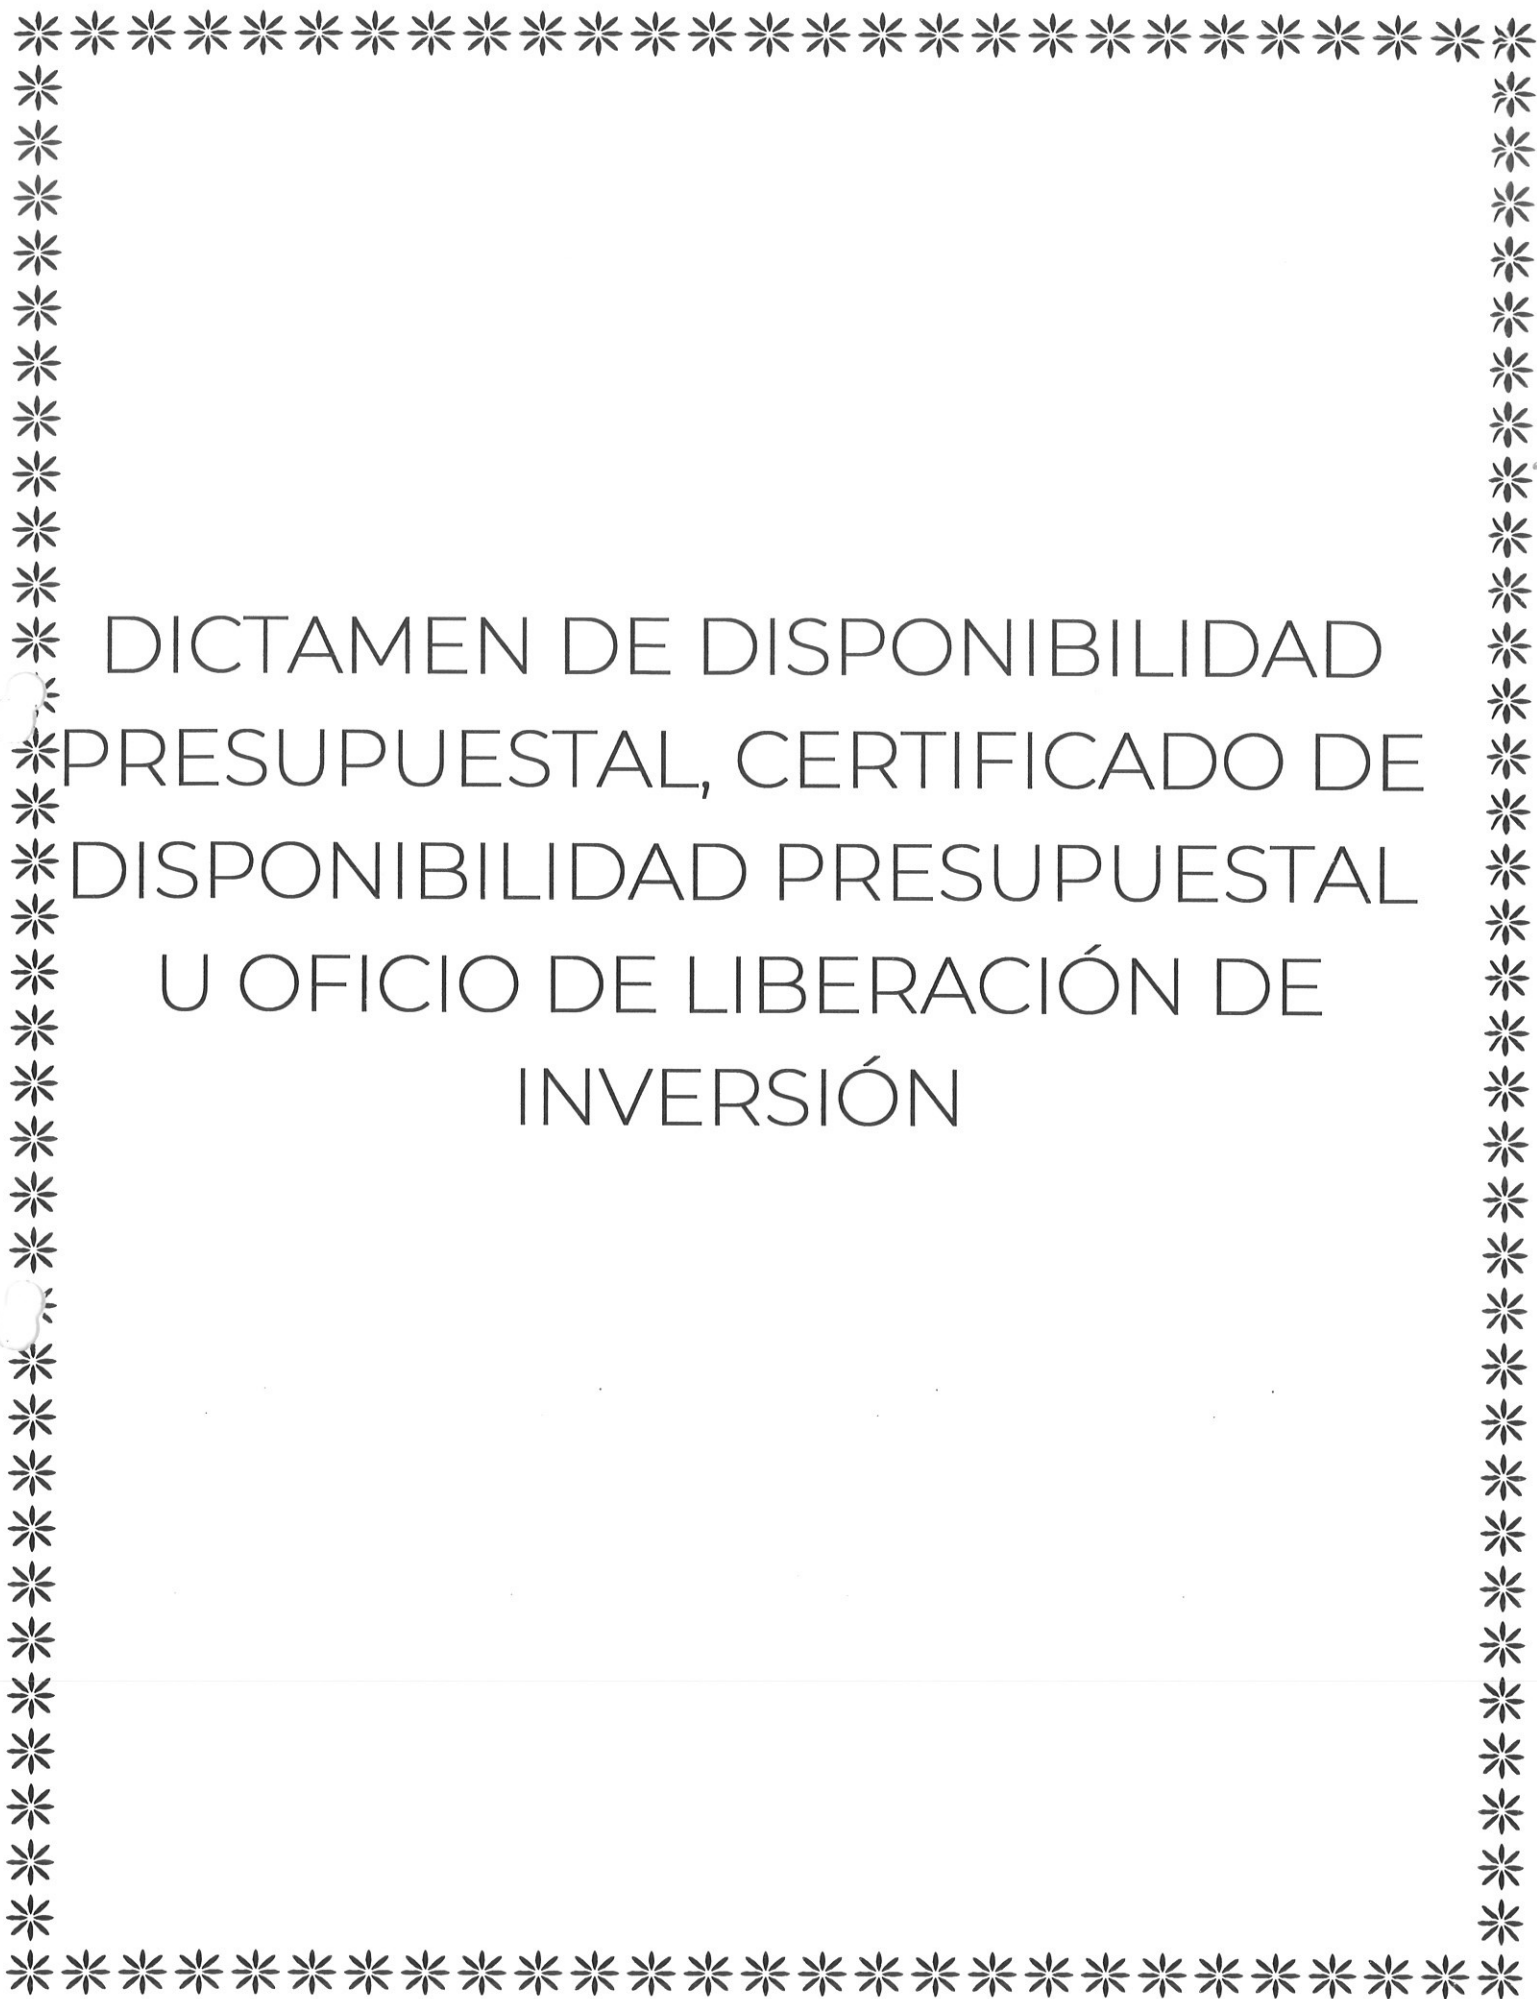 DICTAMEN DE DISPONIBILIDAD
PRESUPUESTAL, CERTIFICADO DE
DISPONIBILIDAD PRESUPUESTAL
U OFICIO DE LIBERACIÓN DE
INVERSIÓN